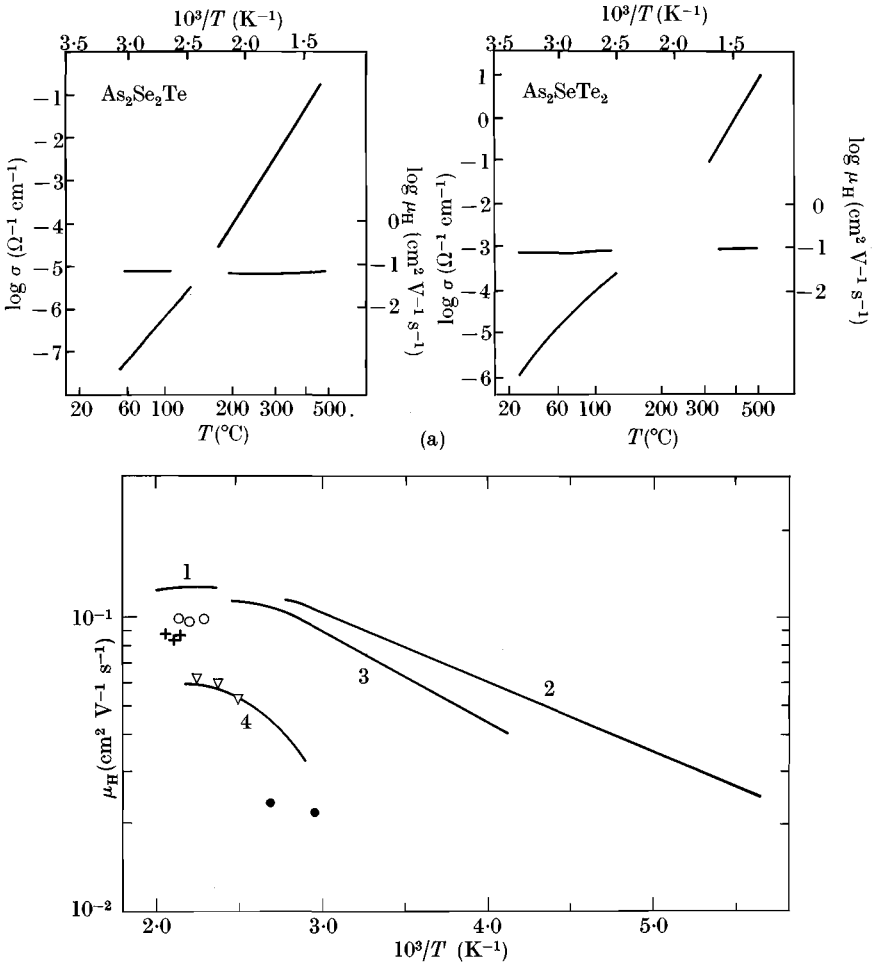 10³/T (K⁻¹)
3·5 3·0 2·5 2·0 1·5
As₂Se₂Te
log σ (Ω⁻¹ cm⁻¹)
−1
−2
−3
−4
−5
−6
−7
0
−1
−2
log μH (cm² V⁻¹ s⁻¹)
20 60 100 200 300 500.
T(°C)
10³/T (K⁻¹)
3·5 3·0 2·5 2·0 1·5
As₂SeTe₂
log σ (Ω⁻¹ cm⁻¹)
1
0
−1
−2
−3
−4
−5
−6
0
−1
−2
log μH (cm² V⁻¹ s⁻¹)
20 60 100 200 300 500
T(°C)
(a)
μH(cm² V⁻¹ s⁻¹)
10⁻¹
10⁻²
1
2
3
4
2·0 3·0 4·0 5·0
10³/T (K⁻¹)